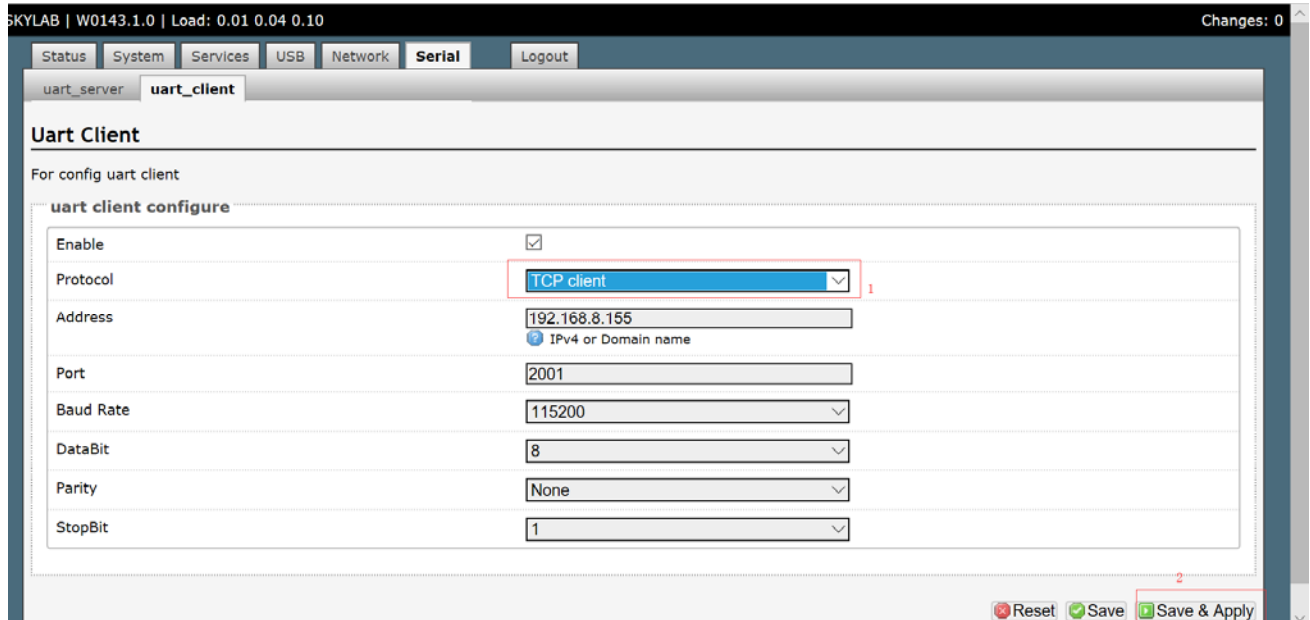 SKYLAB | W0143.1.0 | Load: 0.01 0.04 0.10 Changes: 0
Status System Services USB Network Serial Logout
uart_server uart_client
Uart Client
For config uart client
uart client configure
Enable
Protocol TCP client 1
Address 192.168.8.155
IPv4 or Domain name
Port 2001
Baud Rate 115200
DataBit 8
Parity None
StopBit 1
2
Reset Save Save & Apply